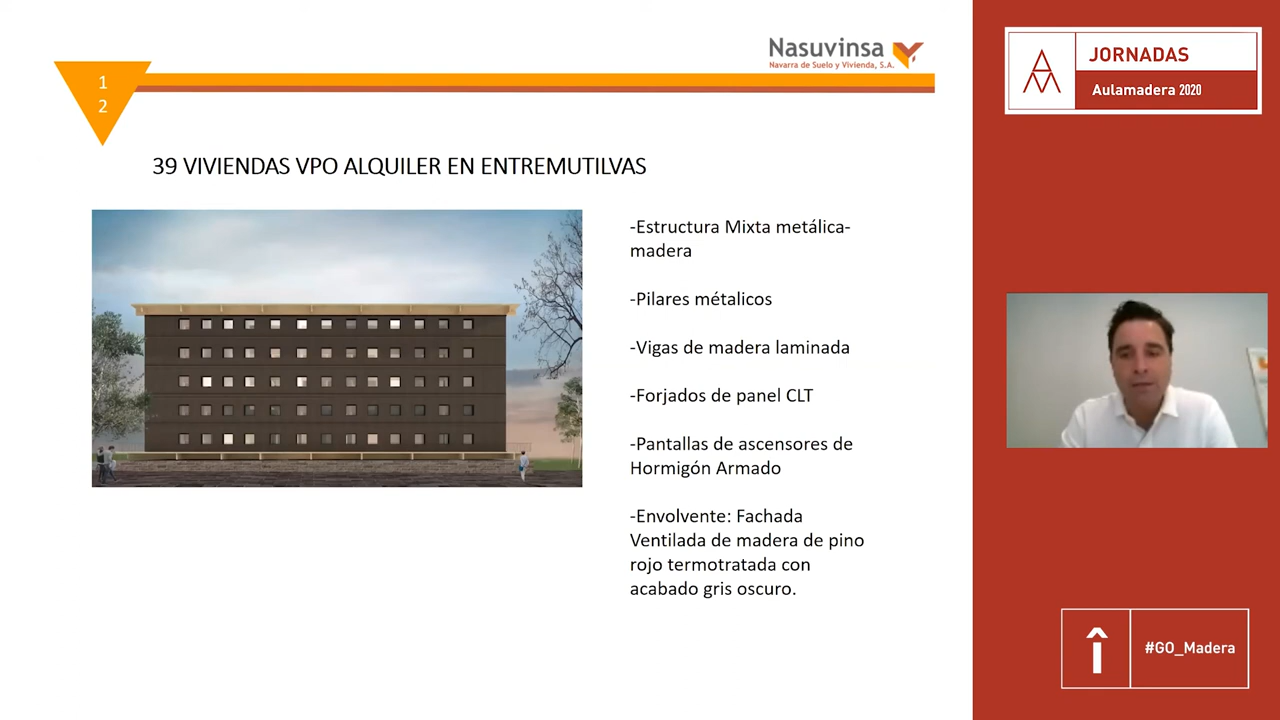 Nasuvinsa
Navarra de Suelo y Vivienda, S.A.
1
2
39 VIVIENDAS VPO ALQUILER EN ENTREMUTILVAS
-Estructura Mixta metálica-
madera
-Pilares métalicos
-Vigas de madera laminada
-Forjados de panel CLT
-Pantallas de ascensores de
Hormigón Armado
-Envolvente: Fachada
Ventilada de madera de pino
rojo termotratada con
acabado gris oscuro.
JORNADAS
Aulamadera 2020
#GO_Madera